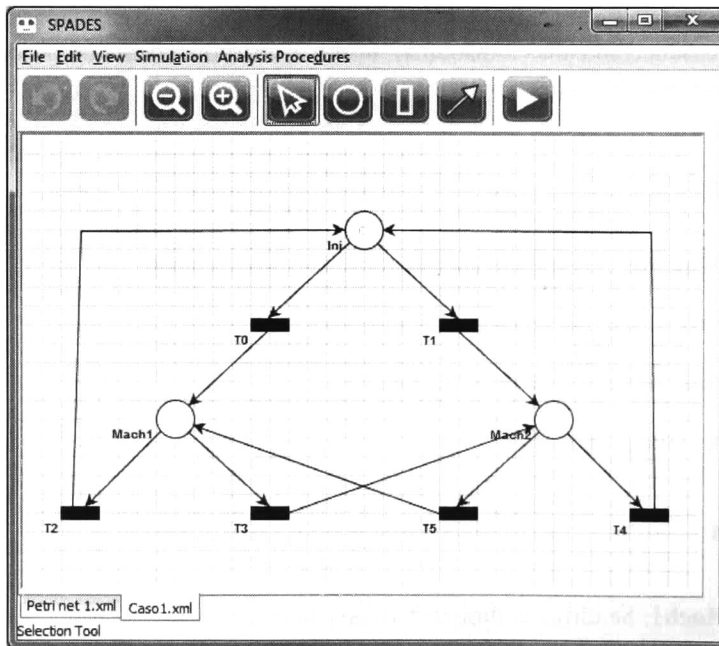 SPADES
File Edit View Simulation Analysis Procedures
Ini
T0
T1
Mach1
Mach2
T2
T3
T5
T4
Petri net 1.xml
Caso1.xml
Selection Tool